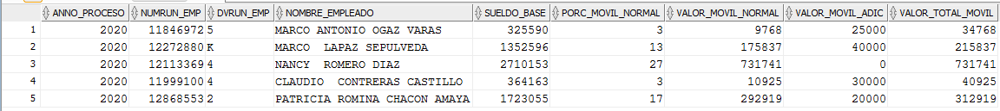 ANNO_PROCESO NUMRUN_EMP DVRUN_EMP NOMBRE_EMPLEADO SUELDO_BASE PORC_MOVIL_NORMAL VALOR_MOVIL_NORMAL VALOR_MOVIL_ADIC VALOR_TOTAL_MOVIL
1 2020 11846972 5 MARCO ANTONIO OGAZ VARAS 325590 3 9768 25000 34768
2 2020 12272880 K MARCO  LAPAZ SEPULVEDA 1352596 13 175837 40000 215837
3 2020 12113369 4 NANCY  ROMERO DIAZ 2710153 27 731741 0 731741
4 2020 11999100 4 CLAUDIO  CONTRERAS CASTILLO 364163 3 10925 30000 40925
5 2020 12868553 2 PATRICIA ROMINA CHACON AMAYA 1723055 17 292919 20000 312919